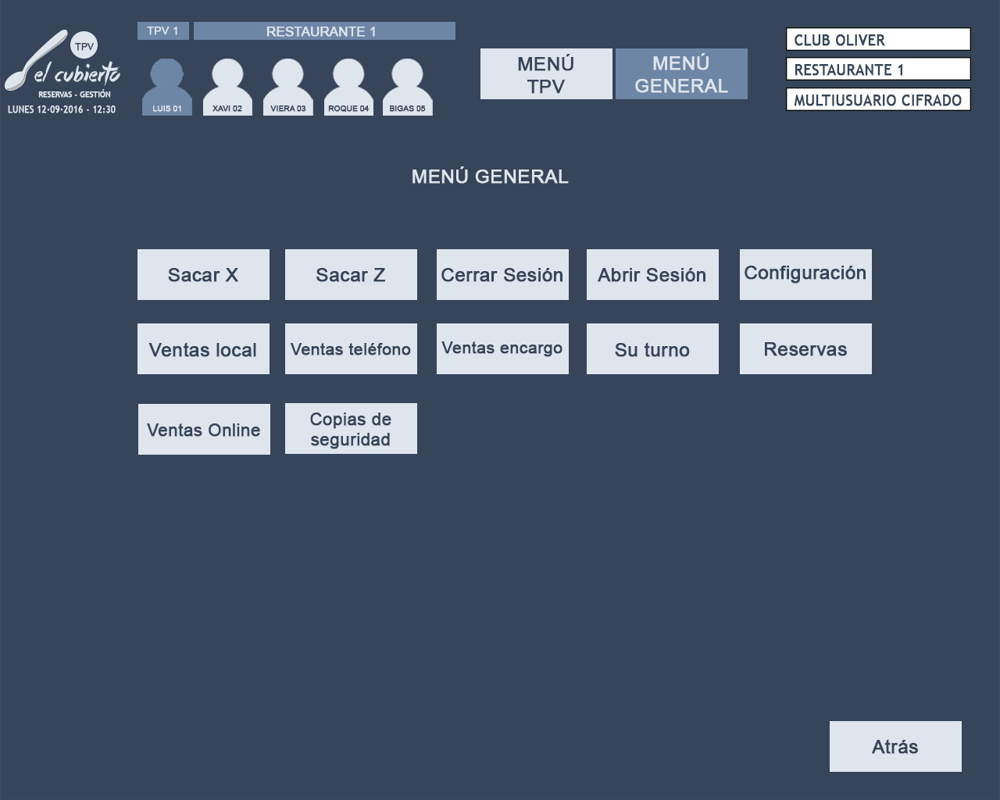 TPV
el cubierto
RESERVAS - GESTIÓN
LUNES 12·09·2016 - 12:30
TPV 1
RESTAURANTE 1
LUIS 01
XAVI 02
VIERA 03
ROQUE 04
BIGAS 05
MENÚ
TPV
MENÚ
GENERAL
CLUB OLIVER
RESTAURANTE 1
MULTIUSUARIO CIFRADO
MENÚ GENERAL
Sacar X
Sacar Z
Cerrar Sesión
Abrir Sesión
Configuración
Ventas local
Ventas teléfono
Ventas encargo
Su turno
Reservas
Ventas Online
Copias de
seguridad
Atrás